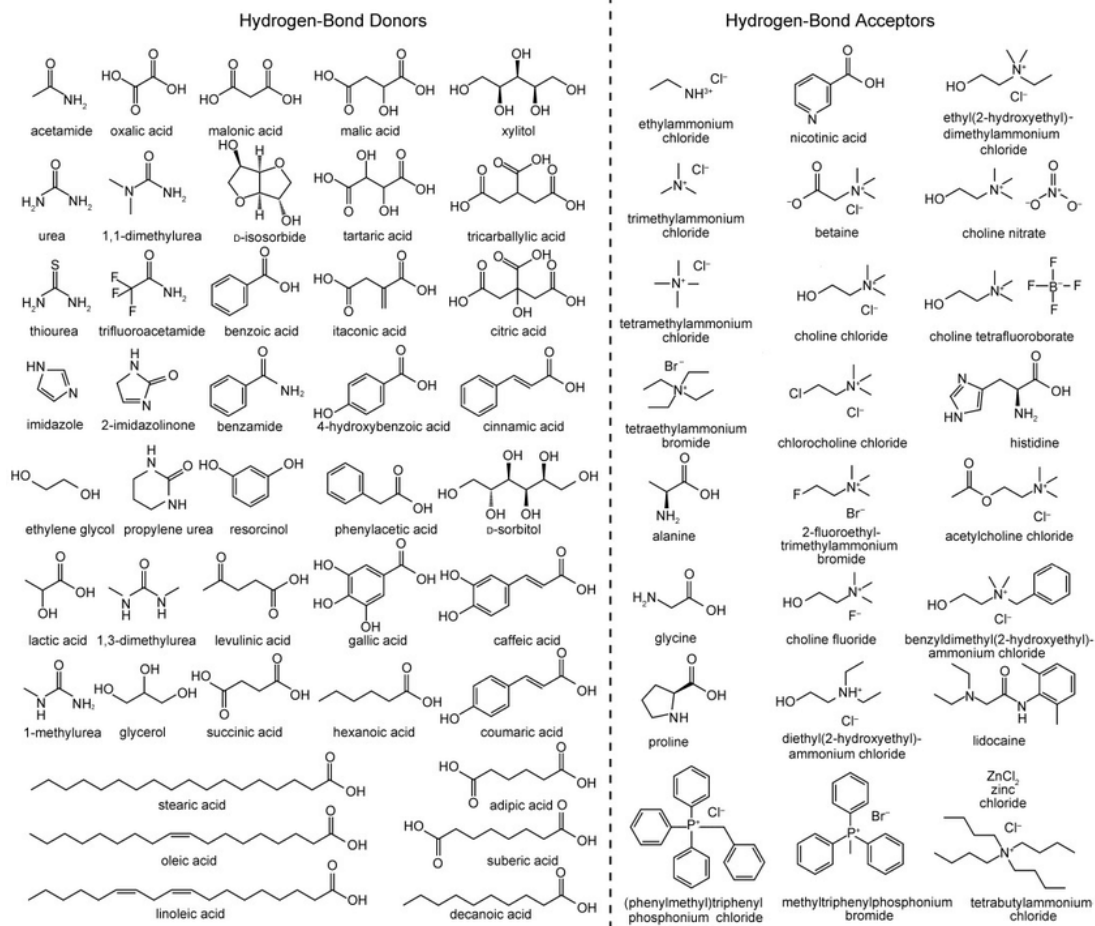 Hydrogen-Bond Donors
acetamide
oxalic acid
malonic acid
malic acid
xylitol
urea
1,1-dimethylurea
D-isosorbide
tartaric acid
tricarballylic acid
thiourea
trifluoroacetamide
benzoic acid
itaconic acid
citric acid
imidazole
2-imidazolinone
benzamide
4-hydroxybenzoic acid
cinnamic acid
ethylene glycol
propylene urea
resorcinol
phenylacetic acid
D-sorbitol
lactic acid
1,3-dimethylurea
levulinic acid
gallic acid
caffeic acid
1-methylurea
glycerol
succinic acid
hexanoic acid
coumaric acid
stearic acid
adipic acid
oleic acid
suberic acid
linoleic acid
decanoic acid
Hydrogen-Bond Acceptors
ethylammonium
chloride
nicotinic acid
ethyl(2-hydroxyethyl)-
dimethylammonium
chloride
trimethylammonium
chloride
betaine
choline nitrate
tetramethylammonium
chloride
choline chloride
choline tetrafluoroborate
tetraethylammonium
bromide
chlorocholine chloride
histidine
alanine
2-fluoroethyl-
trimethylammonium
bromide
acetylcholine chloride
glycine
choline fluoride
benzyldimethyl(2-hydroxyethyl)-
ammonium chloride
proline
diethyl(2-hydroxyethyl)-
ammonium chloride
lidocaine
ZnCl₂
zinc
chloride
(phenylmethyl)triphenyl
phosphonium chloride
methyltriphenylphosphonium
bromide
tetrabutylammonium
chloride